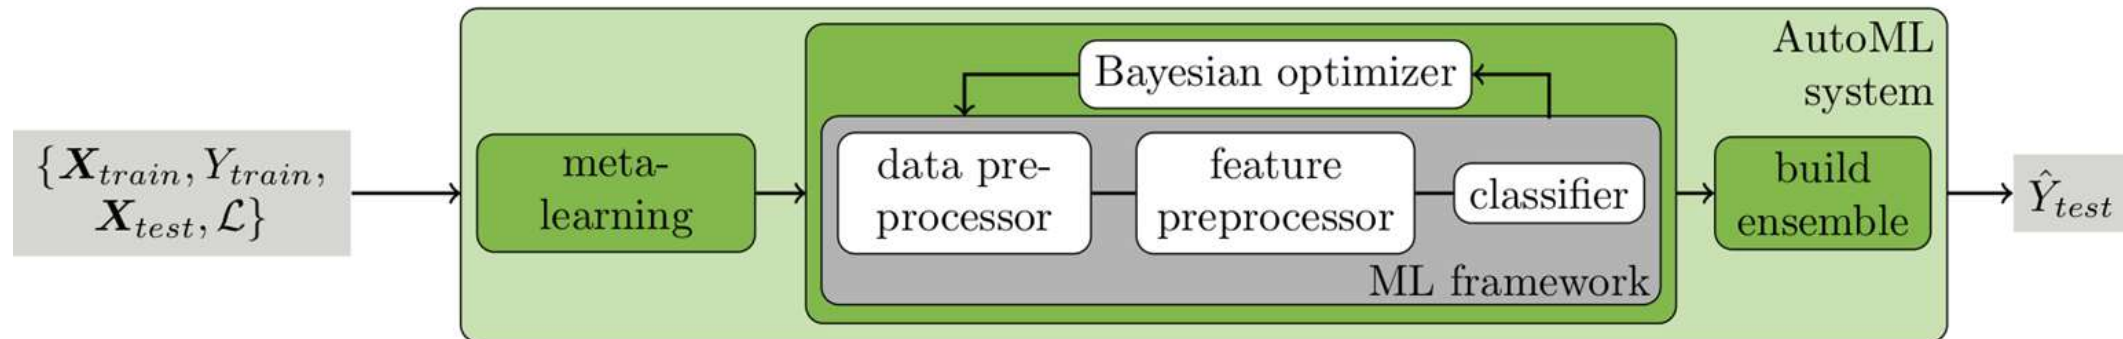 {X_train, Y_train,
X_test, ℒ}
meta-
learning
Bayesian optimizer
data pre-
processor
feature
preprocessor
classifier
ML framework
AutoML
system
build
ensemble
Ŷ_test